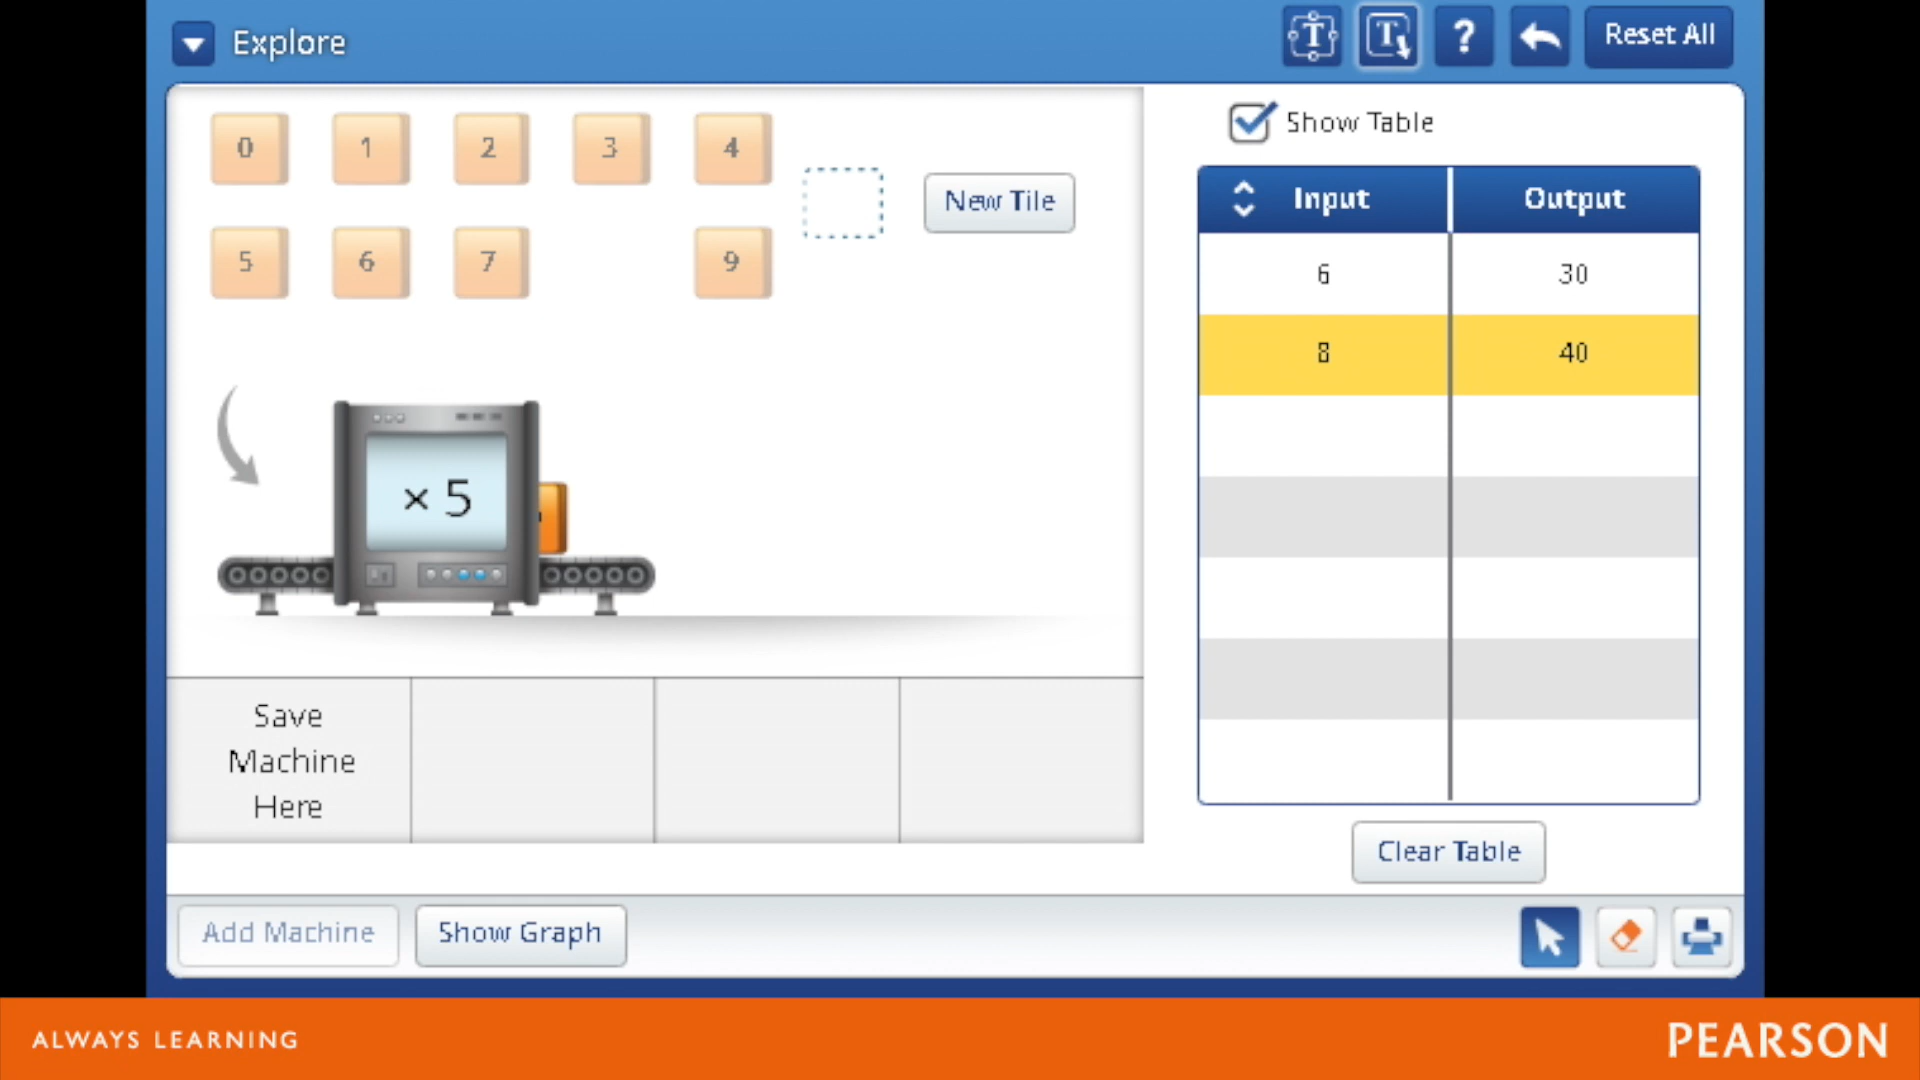 Explore
T
T
?
Reset All
0 1 2 3 4
New Tile
5 6 7 9
× 5
Save
Machine
Here
Show Table
Input Output
6 30
8 40
Clear Table
Add Machine
Show Graph
ALWAYS LEARNING
PEARSON